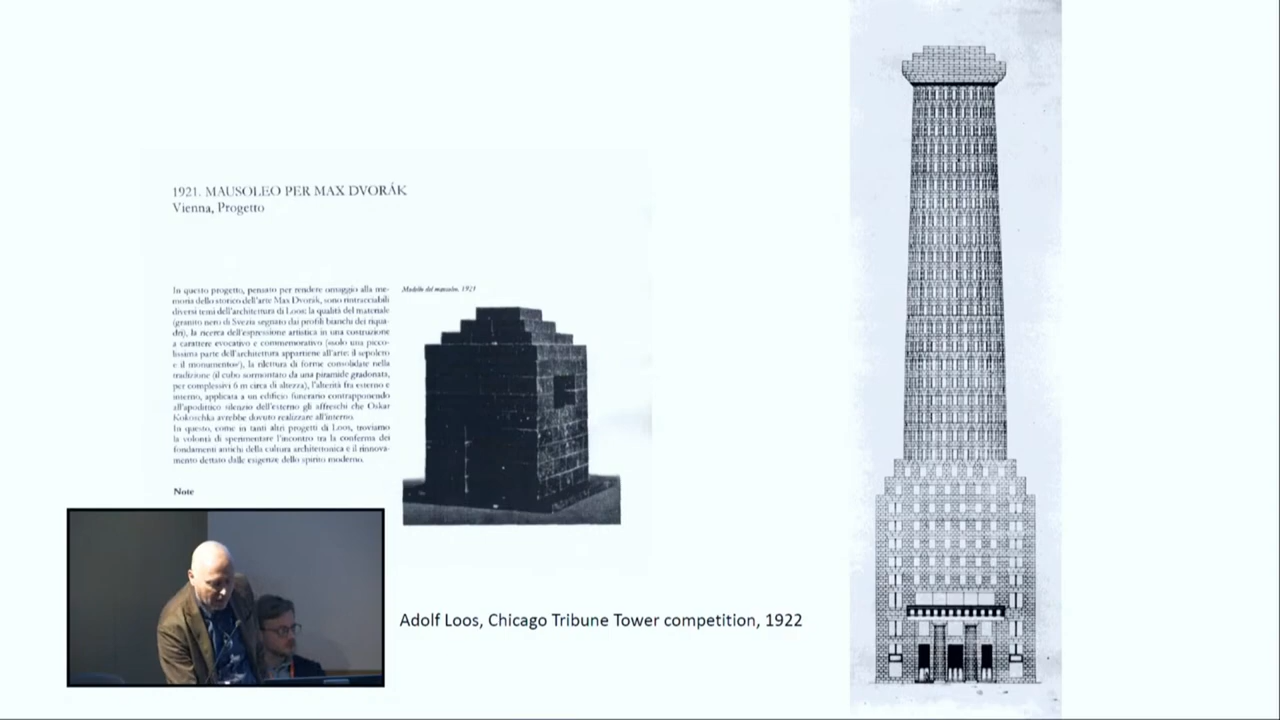 1921. MAUSOLEO PER MAX DVORÁK
Vienna, Progetto
In questo progetto, pensato per rendere omaggio alla me-
moria dello storico dell'arte Max Dvorák, sono rintracciabili
diversi temi dell'architettura di Loos: la qualità del materiale
(granito nero di Svezia segnato dai profili bianchi dei riqua-
dri), la ricerca dell'espressione artistica in una costruzione
a carattere evocativo e commemorativo («solo una picco-
lissima parte dell'architettura appartiene all'arte: il sepolcro
e il monumento»), la rilettura di forme consolidate nella
tradizione (il cubo sormontato da una piramide gradonata,
per complessivi 6 m circa di altezza), l'alterità fra esterno e
interno, applicata a un edificio funerario contrapponendo
all'apodittico silenzio dell'esterno gli affreschi che Oskar
Kokoschka avrebbe dovuto realizzare all'interno.
In questo, come in tanti altri progetti di Loos, troviamo
la volontà di sperimentare l'incontro tra la conferma dei
fondamenti antichi della cultura architettonica e il rinnova-
mento dettato dalle esigenze dello spirito moderno.
Modello del mausoleo, 1921
Note
Adolf Loos, Chicago Tribune Tower competition, 1922